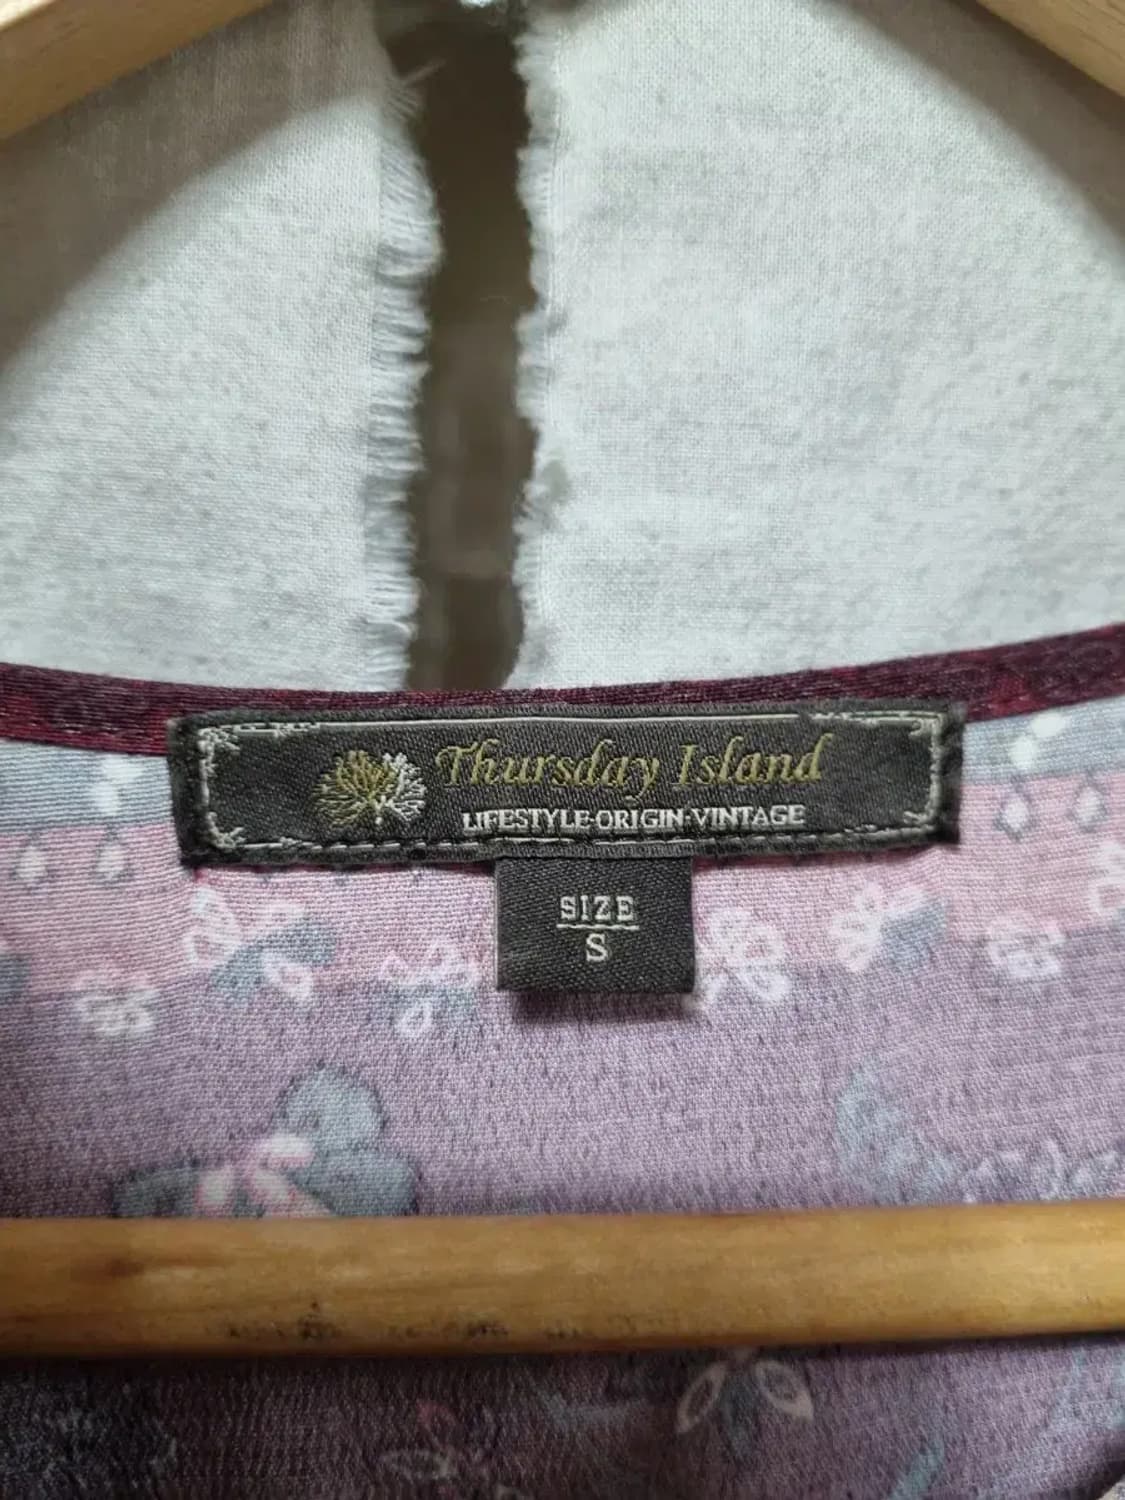 Thursday Island
LIFESTYLE·ORIGIN·VINTAGE
SIZE
S